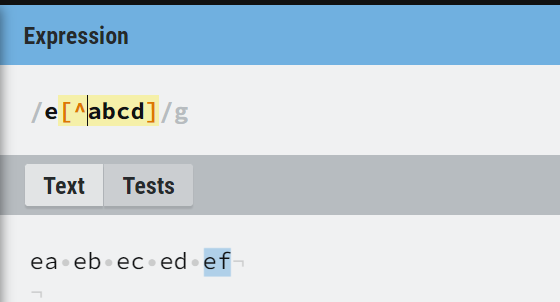 Expression
/e[^abcd]/g
Text Tests
ea•eb•ec•ed•ef¬
¬